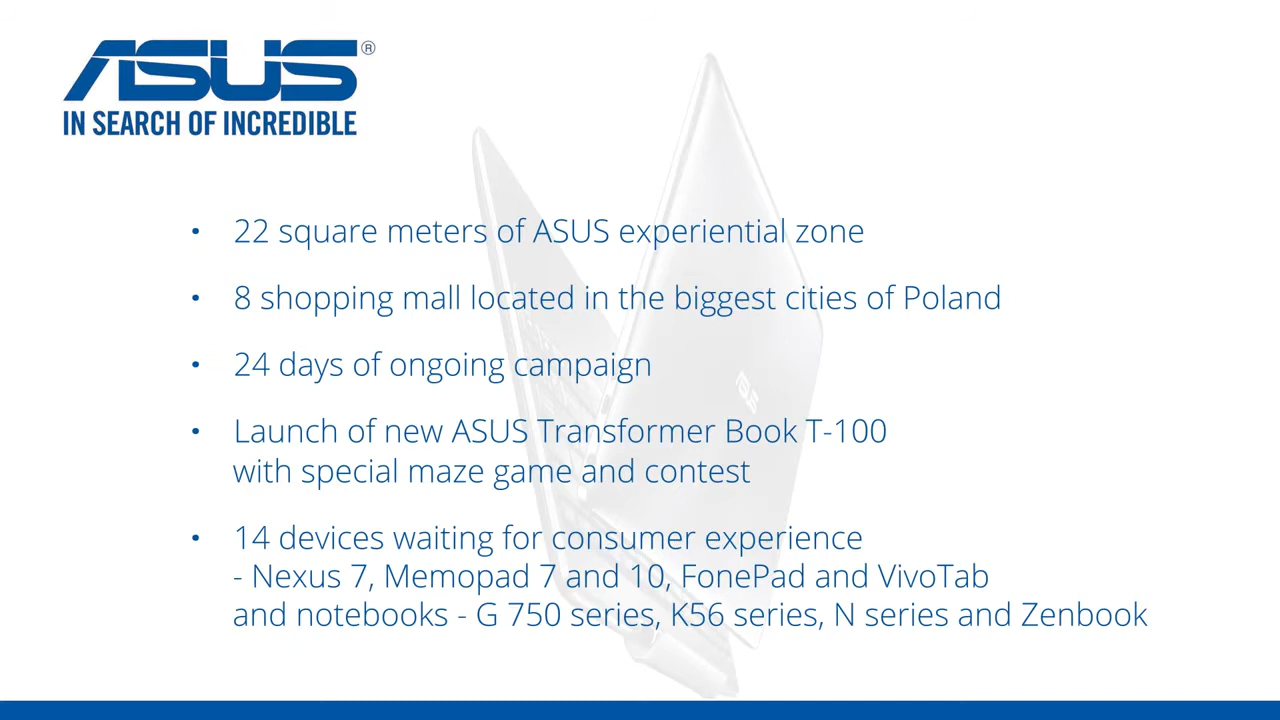 ASUS®
IN SEARCH OF INCREDIBLE
• 22 square meters of ASUS experiential zone
• 8 shopping mall located in the biggest cities of Poland
• 24 days of ongoing campaign
• Launch of new ASUS Transformer Book T-100
with special maze game and contest
• 14 devices waiting for consumer experience
- Nexus 7, Memopad 7 and 10, FonePad and VivoTab
and notebooks - G 750 series, K56 series, N series and Zenbook
ASUS